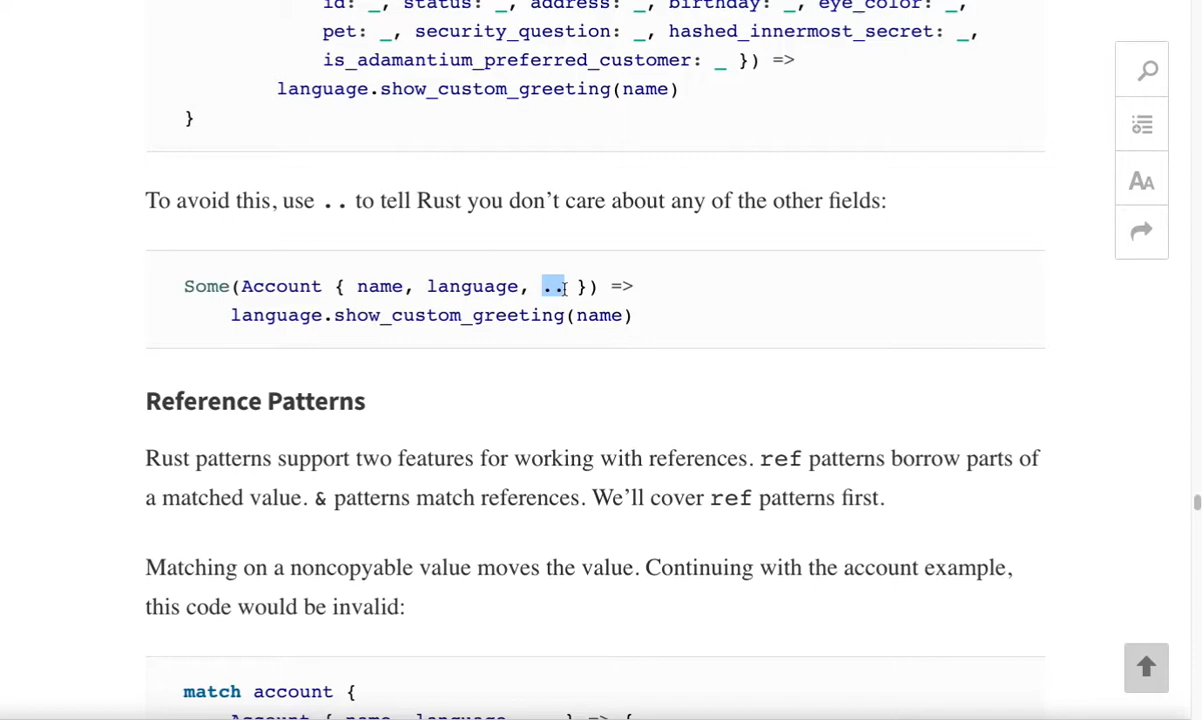 id: _, status: _, address: _, birthday: _, eye_color: _,
pet: _, security_question: _, hashed_innermost_secret: _,
is_adamantium_preferred_customer: _ }) =>
language.show_custom_greeting(name)
}
To avoid this, use .. to tell Rust you don’t care about any of the other fields:
Some(Account { name, language, .. }) =>
language.show_custom_greeting(name)
Reference Patterns
Rust patterns support two features for working with references. ref patterns borrow parts of
a matched value. & patterns match references. We’ll cover ref patterns first.
Matching on a noncopyable value moves the value. Continuing with the account example,
this code would be invalid:
match account {
Account { name, language, .. } => {
AA